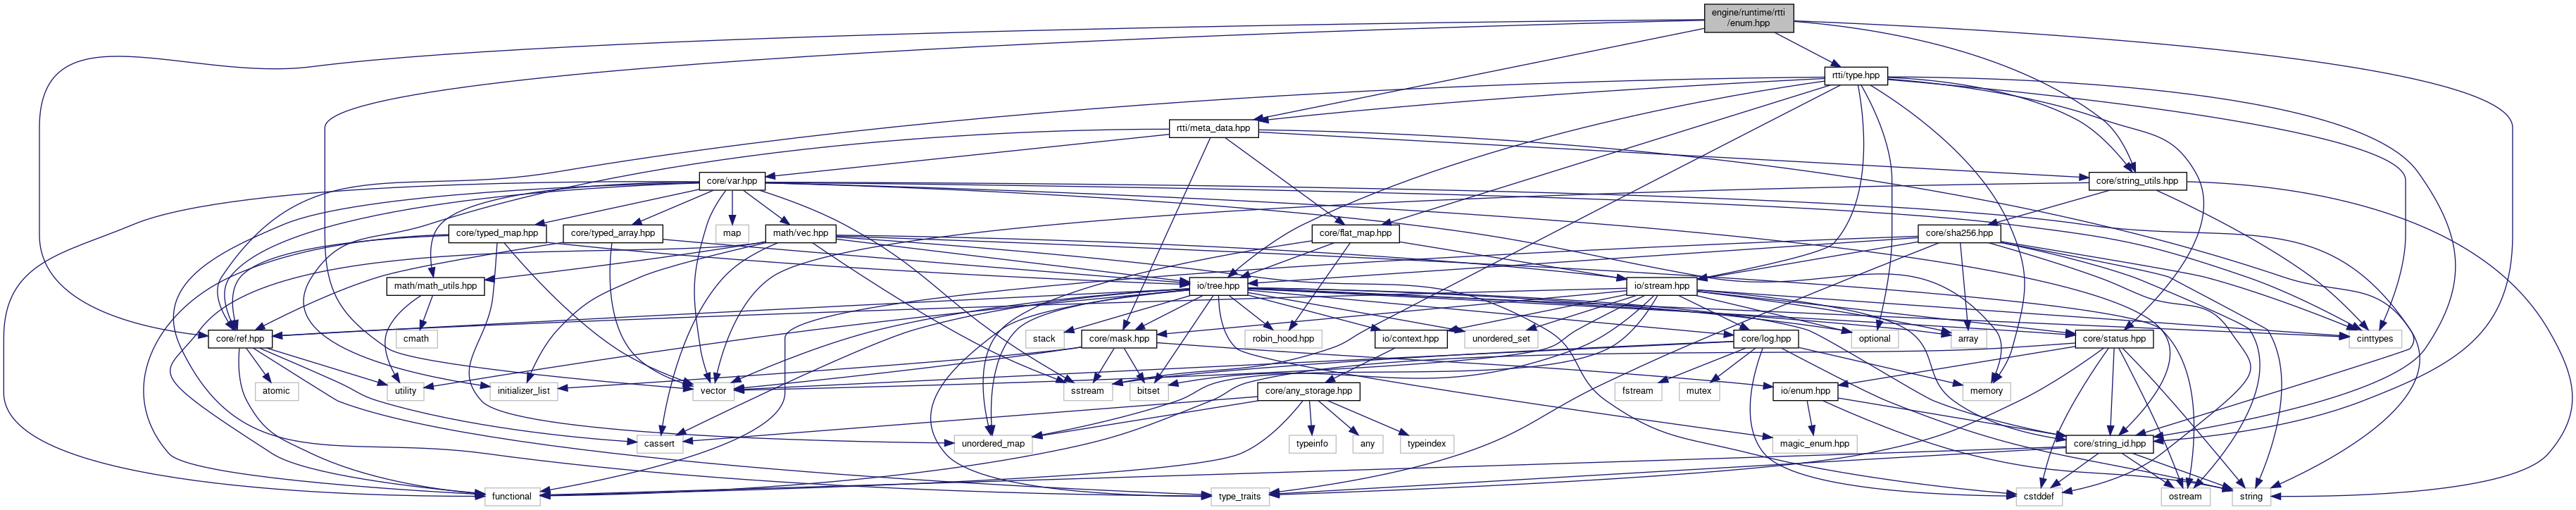 engine/runtime/rtti
/enum.hpp
rtti/type.hpp
rtti/meta_data.hpp
core/var.hpp
core/string_utils.hpp
core/typed_map.hpp
core/typed_array.hpp
map
math/vec.hpp
core/flat_map.hpp
core/sha256.hpp
math/math_utils.hpp
io/tree.hpp
io/stream.hpp
core/ref.hpp
cmath
stack
core/mask.hpp
robin_hood.hpp
io/context.hpp
unordered_set
core/log.hpp
optional
array
core/status.hpp
cinttypes
atomic
utility
initializer_list
vector
sstream
bitset
core/any_storage.hpp
fstream
mutex
io/enum.hpp
memory
cassert
unordered_map
typeinfo
any
typeindex
magic_enum.hpp
core/string_id.hpp
functional
type_traits
cstddef
ostream
string